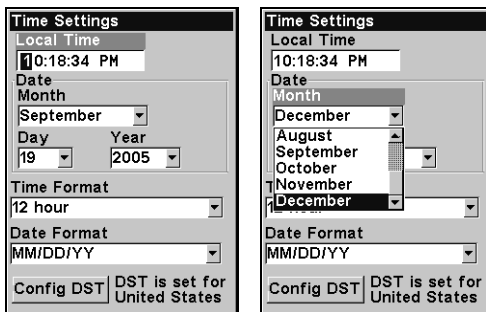 Time Settings
Local Time
10:18:34 PM
Date
Month
September
Day Year
19 2005
Time Format
12 hour
Date Format
MM/DD/YY
Config DST
DST is set for
United States
Time Settings
Local Time
10:18:34 PM
Date
Month
December
August
September
October
November
December
Date Format
MM/DD/YY
Config DST
DST is set for
United States